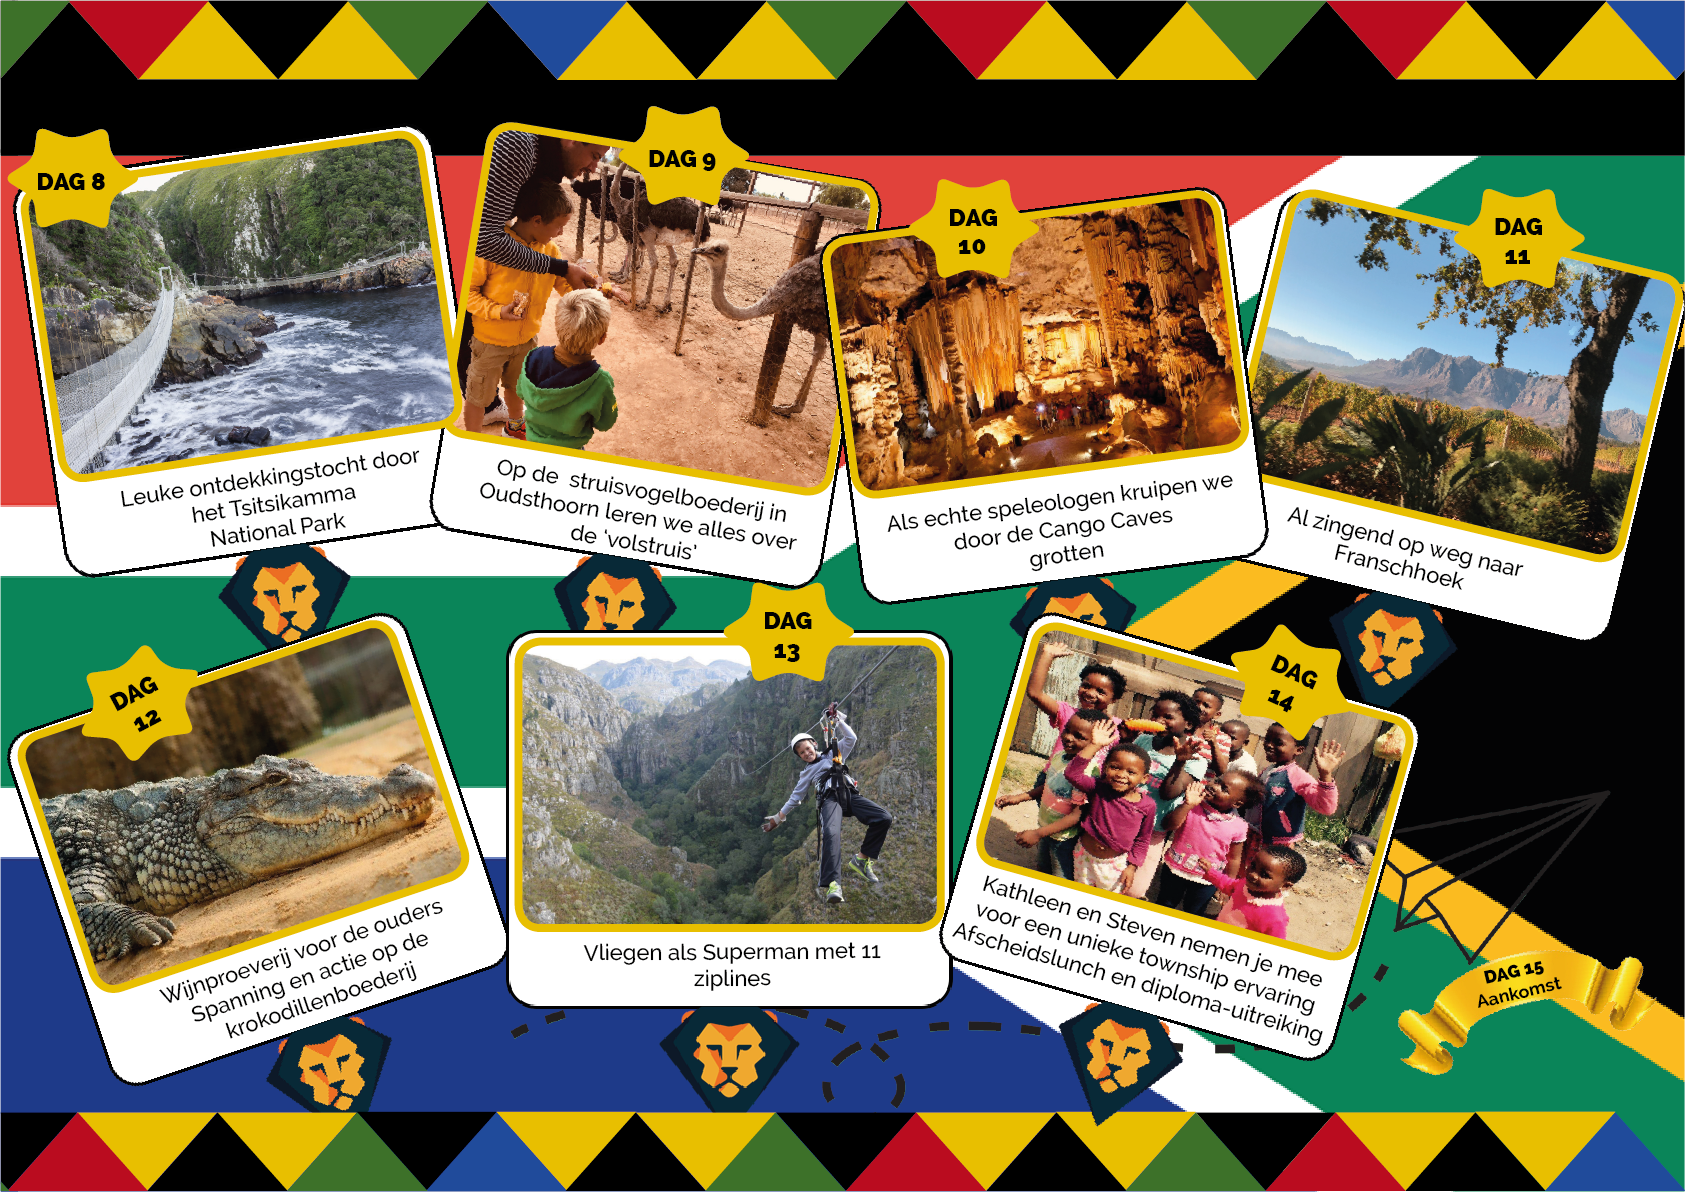 DAG 8
Leuke ontdekkingstocht door
het Tsitsikamma
National Park
DAG 9
Op de struisvogelboederij in
Oudsthoorn leren we alles over
de 'volstruis'
DAG
10
Als echte speleologen kruipen we
door de Cango Caves
grotten
DAG
11
Al zingend op weg naar
Franschhoek
DAG
12
Wijnproeverij voor de ouders
Spanning en actie op de
krokodillenboederij
DAG
13
Vliegen als Superman met 11
ziplines
DAG
14
Kathleen en Steven nemen je mee
voor een unieke township ervaring
Afscheidslunch en diploma-uitreiking
DAG 15
Aankomst